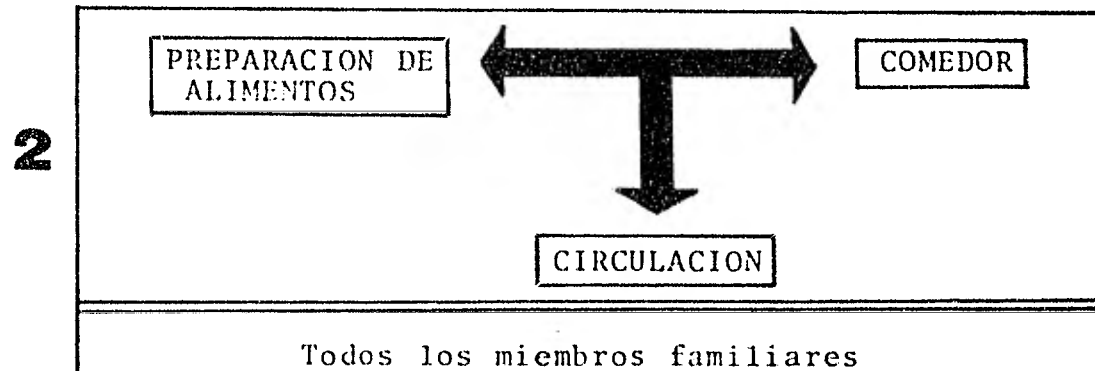 PREPARACION DE
ALIMENTOS
COMEDOR
2
CIRCULACION
Todos los miembros familiares